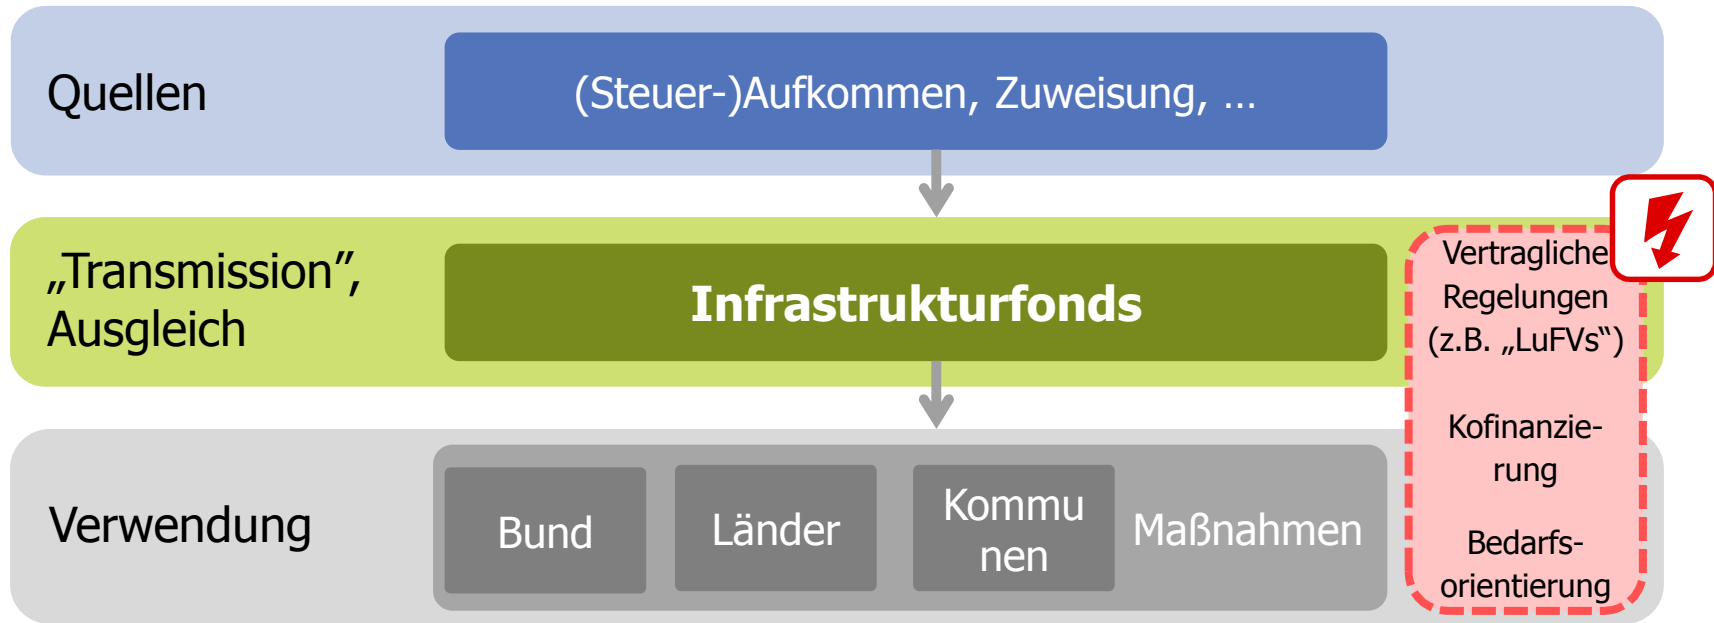 Quellen
(Steuer-)Aufkommen, Zuweisung, …
„Transmission”,
Ausgleich
Infrastrukturfonds
Vertragliche
Regelungen
(z.B. „LuFVs“)
Kofinanzie-
rung
Bedarfs-
orientierung
Verwendung
Bund
Länder
Kommu
nen
Maßnahmen